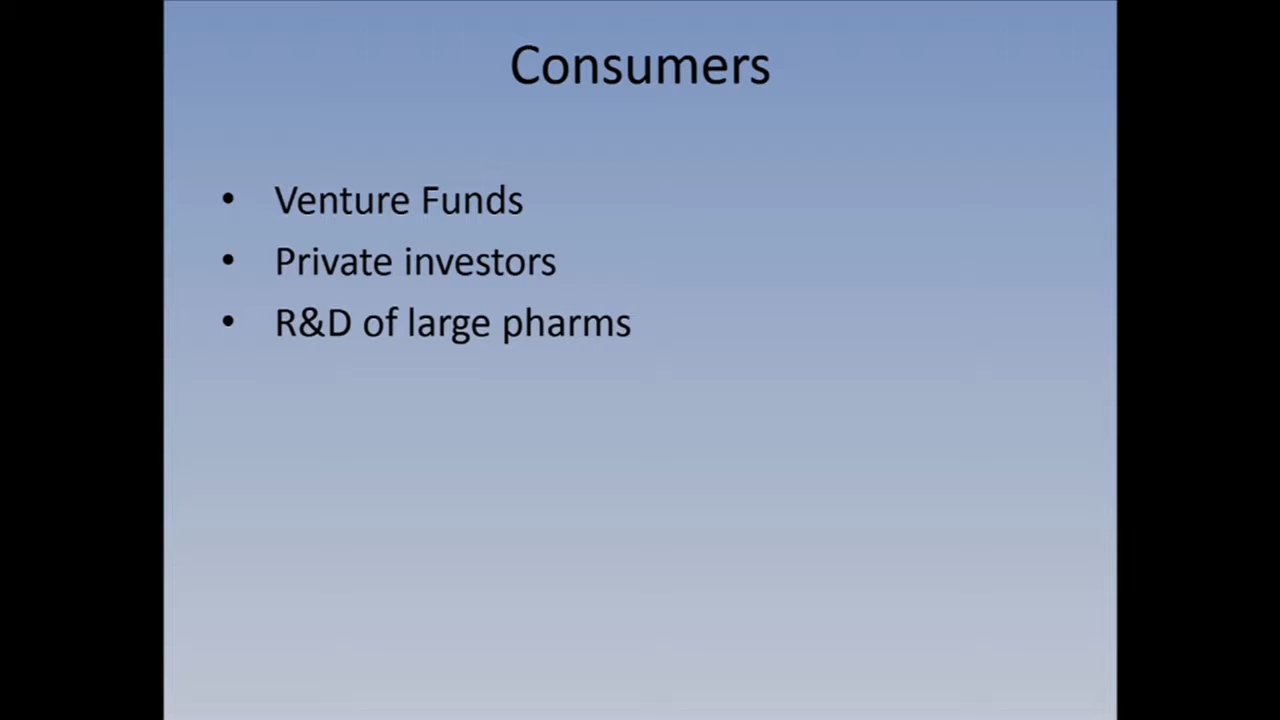 Consumers
• Venture Funds
• Private investors
• R&D of large pharms